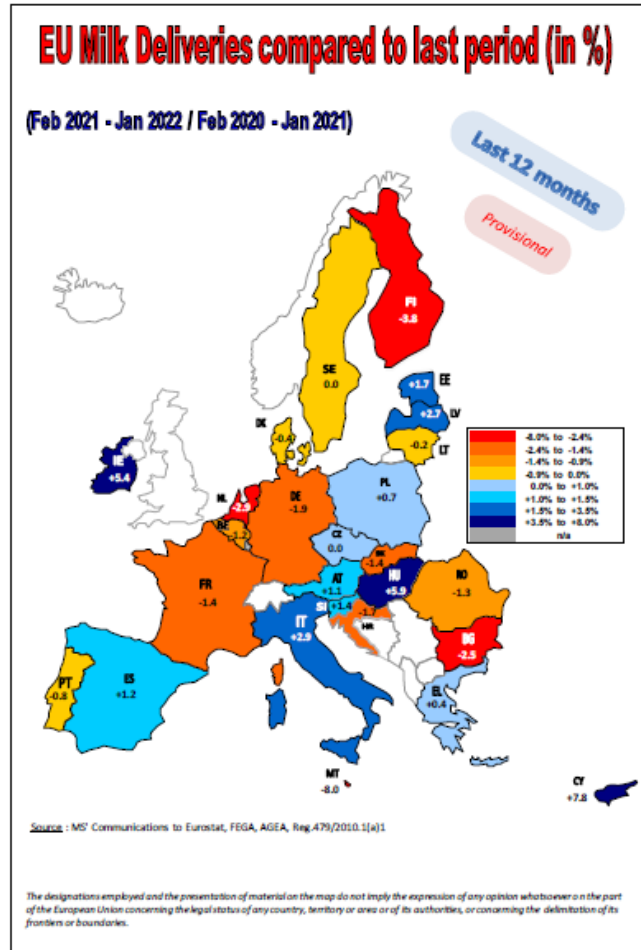 EU Milk Deliveries compared to last period (in %)
(Feb 2021 - Jan 2022 / Feb 2020 - Jan 2021)
Last 12 months
Provisional
FI
-3.8
SE
0.0
EE
+1.7
LV
+2.7
DK
-0.4
LT
-0.2
IE
+5.4
-8.0% to -2.4%
-2.4% to -1.4%
-1.4% to -0.9%
-0.9% to 0.0%
0.0% to +1.0%
+1.0% to +1.5%
+1.5% to +3.5%
+3.5% to +8.0%
n/a
NL
-2.9
DE
-1.9
PL
+0.7
BE
-1.2
CZ
0.0
SK
-1.4
FR
-1.4
AT
+1.1
HU
+5.9
RO
-1.3
SI
+1.4
-1.7
HR
IT
+2.9
BG
-2.5
PT
-0.8
ES
+1.2
EL
+0.4
MT
-8.0
CY
+7.8
Source : MS' Communications to Eurostat, FEGA, AGEA, Reg.479/2010.1(a)1
The designations employed and the presentation of material on the map do not imply the expression of any opinion whatsoever on the part
of the European Union concerning the legal status of any country, territory or area or of its authorities, or concerning the delimitation of its
frontiers or boundaries.